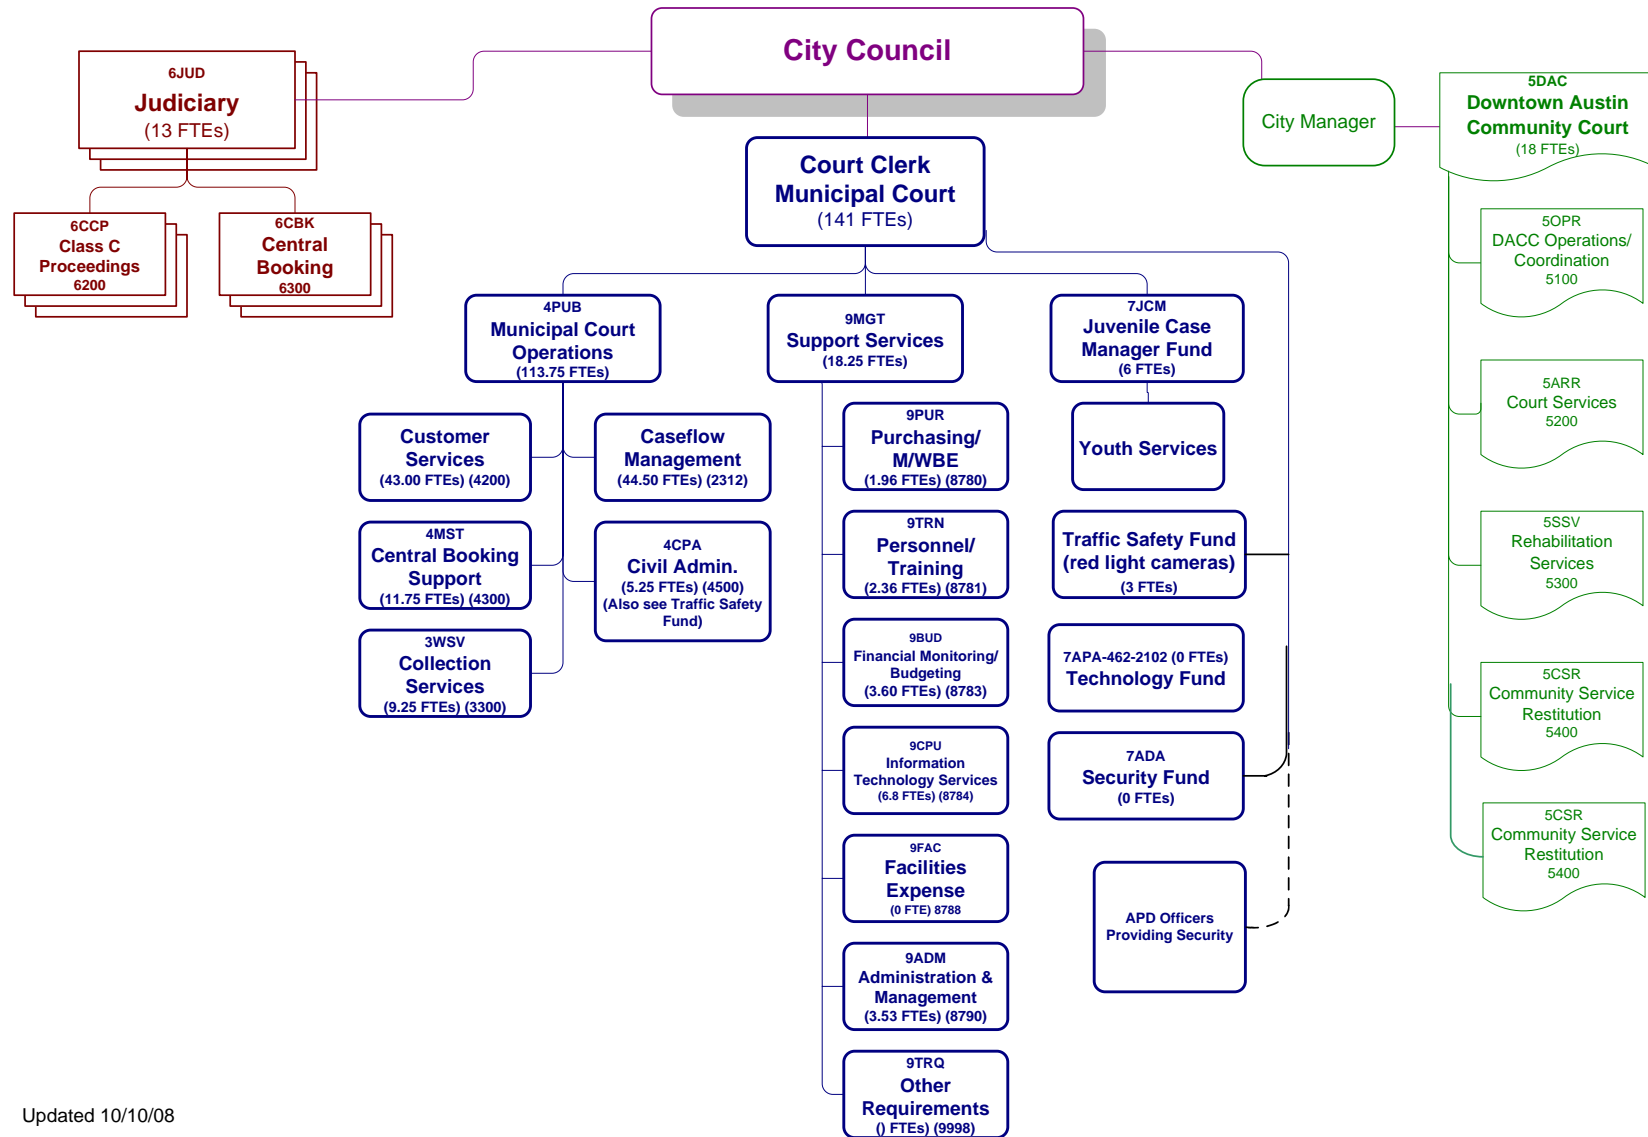 City Council
6JUD
Judiciary
(13 FTEs)
6CCP
Class C
Proceedings
6200
6CBK
Central
Booking
6300
Court Clerk
Municipal Court
(141 FTEs)
City Manager
5DAC
Downtown Austin
Community Court
(18 FTEs)
4PUB
Municipal Court
Operations
(113.75 FTEs)
Customer
Services
(43.00 FTEs) (4200)
Caseflow
Management
(44.50 FTEs) (2312)
4MST
Central Booking
Support
(11.75 FTEs) (4300)
4CPA
Civil Admin.
(5.25 FTEs) (4500)
(Also see Traffic Safety
Fund)
3WSV
Collection
Services
(9.25 FTEs) (3300)
9MGT
Support Services
(18.25 FTEs)
9PUR
Purchasing/
M/WBE
(1.96 FTEs) (8780)
9TRN
Personnel/
Training
(2.36 FTEs) (8781)
9BUD
Financial Monitoring/
Budgeting
(3.60 FTEs) (8783)
9CPU
Information
Technology Services
(6.8 FTEs) (8784)
9FAC
Facilities
Expense
(0 FTE) 8788
9ADM
Administration &
Management
(3.53 FTEs) (8790)
9TRQ
Other
Requirements
() FTEs) (9998)
7JCM
Juvenile Case
Manager Fund
(6 FTEs)
Youth Services
Traffic Safety Fund
(red light cameras)
(3 FTEs)
7APA-462-2102 (0 FTEs)
Technology Fund
7ADA
Security Fund
(0 FTEs)
APD Officers
Providing Security
5OPR
DACC Operations/
Coordination
5100
5ARR
Court Services
5200
5SSV
Rehabilitation
Services
5300
5CSR
Community Service
Restitution
5400
5CSR
Community Service
Restitution
5400
Updated 10/10/08